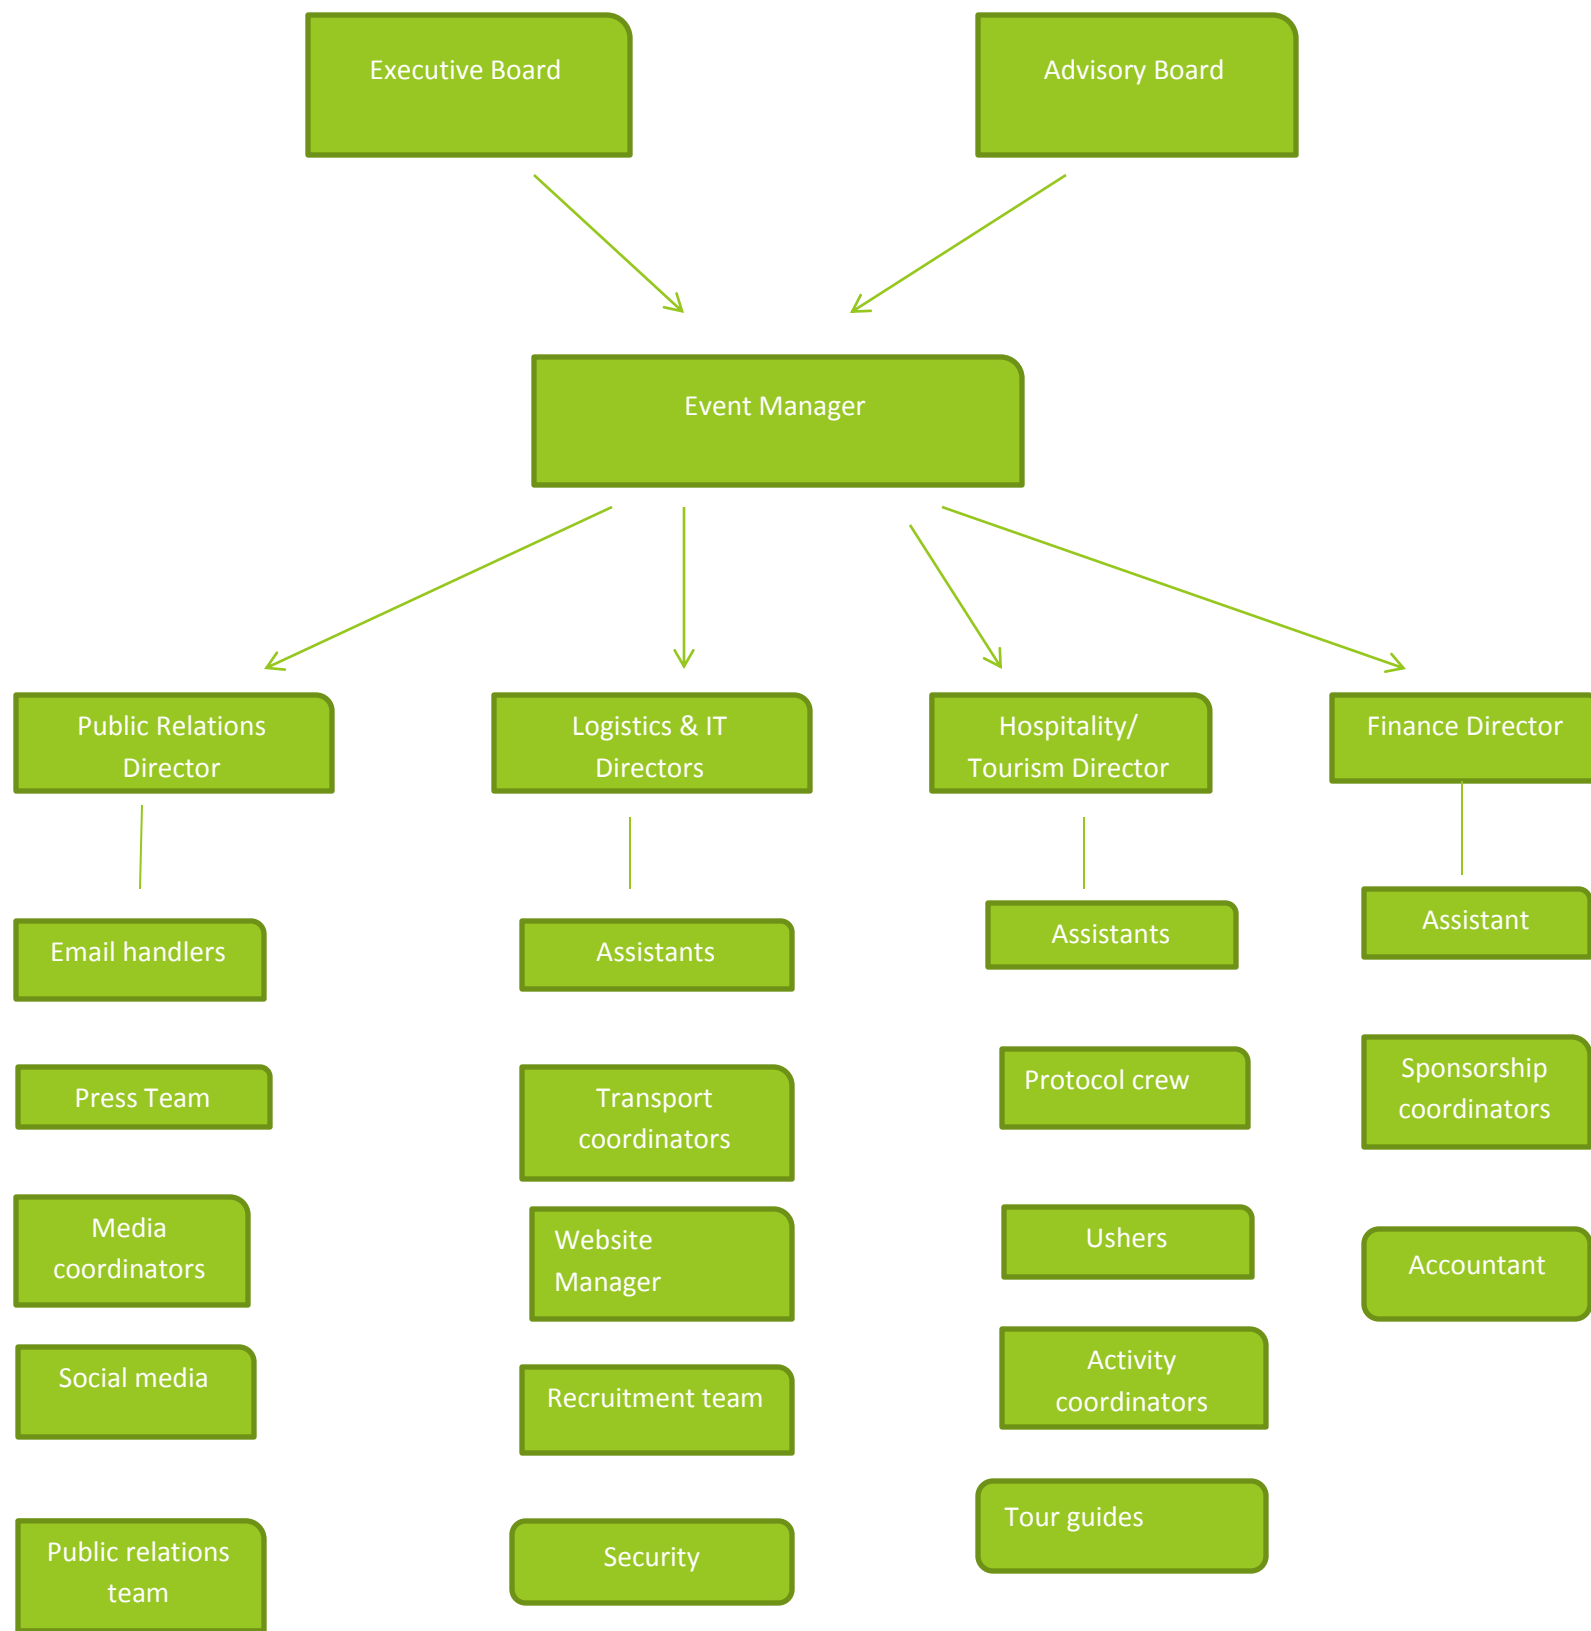 Executive Board
Advisory Board
Event Manager
Public Relations
Director
Logistics & IT
Directors
Hospitality/
Tourism Director
Finance Director
Email handlers
Press Team
Media
coordinators
Social media
Public relations
team
Assistants
Transport
coordinators
Website
Manager
Recruitment team
Security
Assistants
Protocol crew
Ushers
Activity
coordinators
Tour guides
Assistant
Sponsorship
coordinators
Accountant